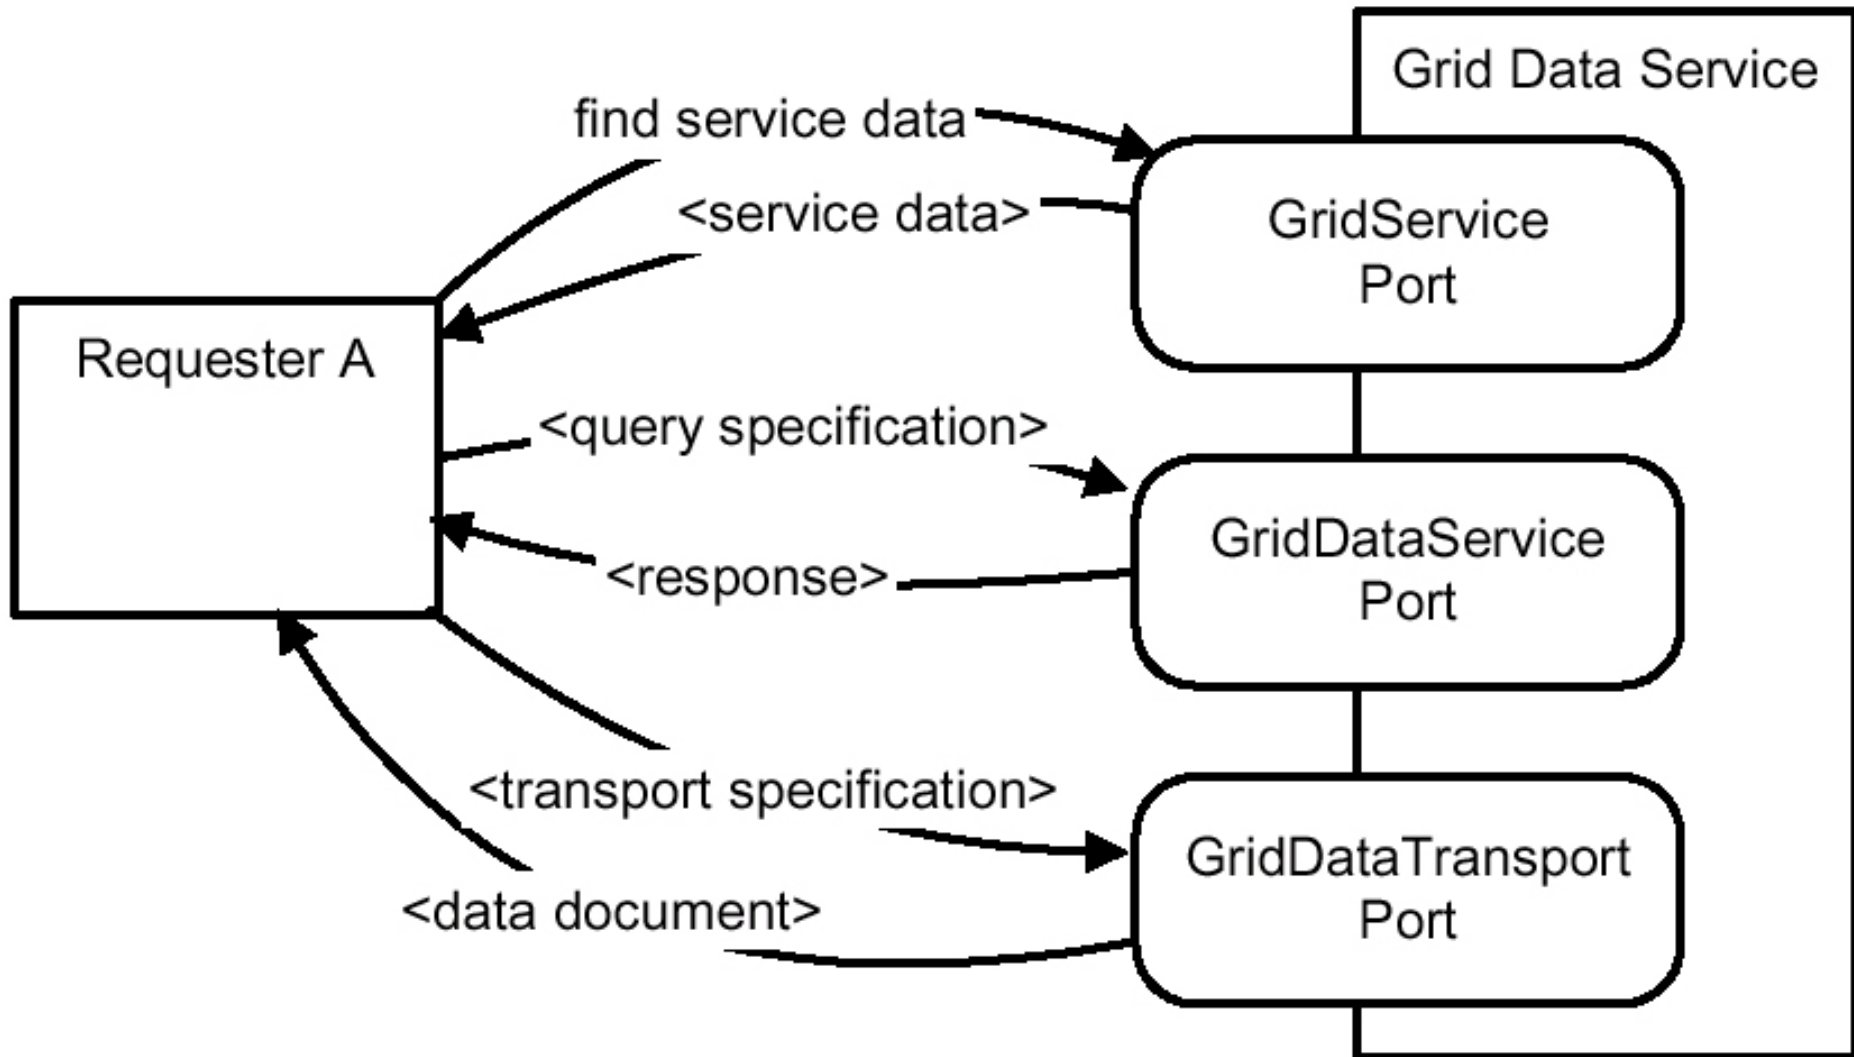 Grid Data Service
find service data
<service data>
GridService
Port
Requester A
<query specification>
GridDataService
Port
<response>
<transport specification>
GridDataTransport
Port
<data document>